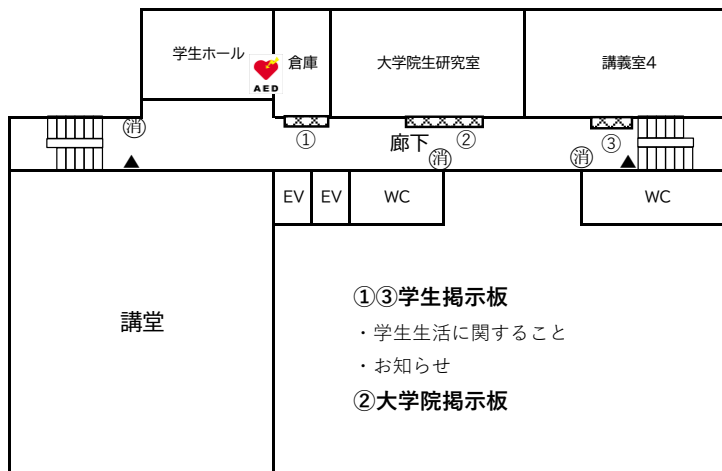 学生ホール
AED
倉庫
大学院生研究室
講義室4
消
①
廊下
②
消
消
③
EV
EV
WC
WC
講堂
①③学生掲示板
・学生生活に関すること
・お知らせ
②大学院掲示板